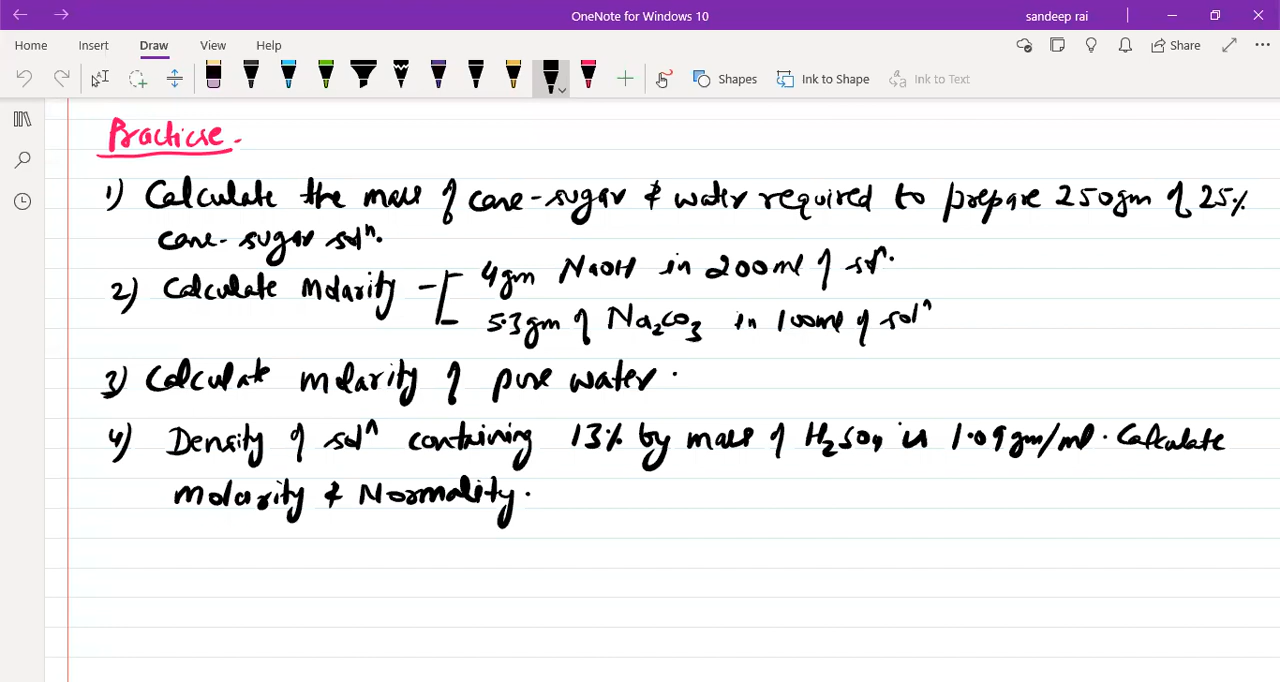 OneNote for Windows 10
sandeep rai
Home Insert Draw View Help
Share
Shapes
Ink to Shape
Ink to Text
Practicse.
1) Calculate the mass of cane-sugar & water required to prepare 250gm of 25%
cane-sugar solⁿ.
2) Calculate Molarity - [ 4gm NaOH in 200ml of solⁿ.
5.3gm of Na₂CO₃ in 100ml of solⁿ
3) Calculate molarity of pure water.
4) Density of solⁿ containing 13% by mass of H₂SO₄ is 1.09gm/ml. Calculate
Molarity & Normality.